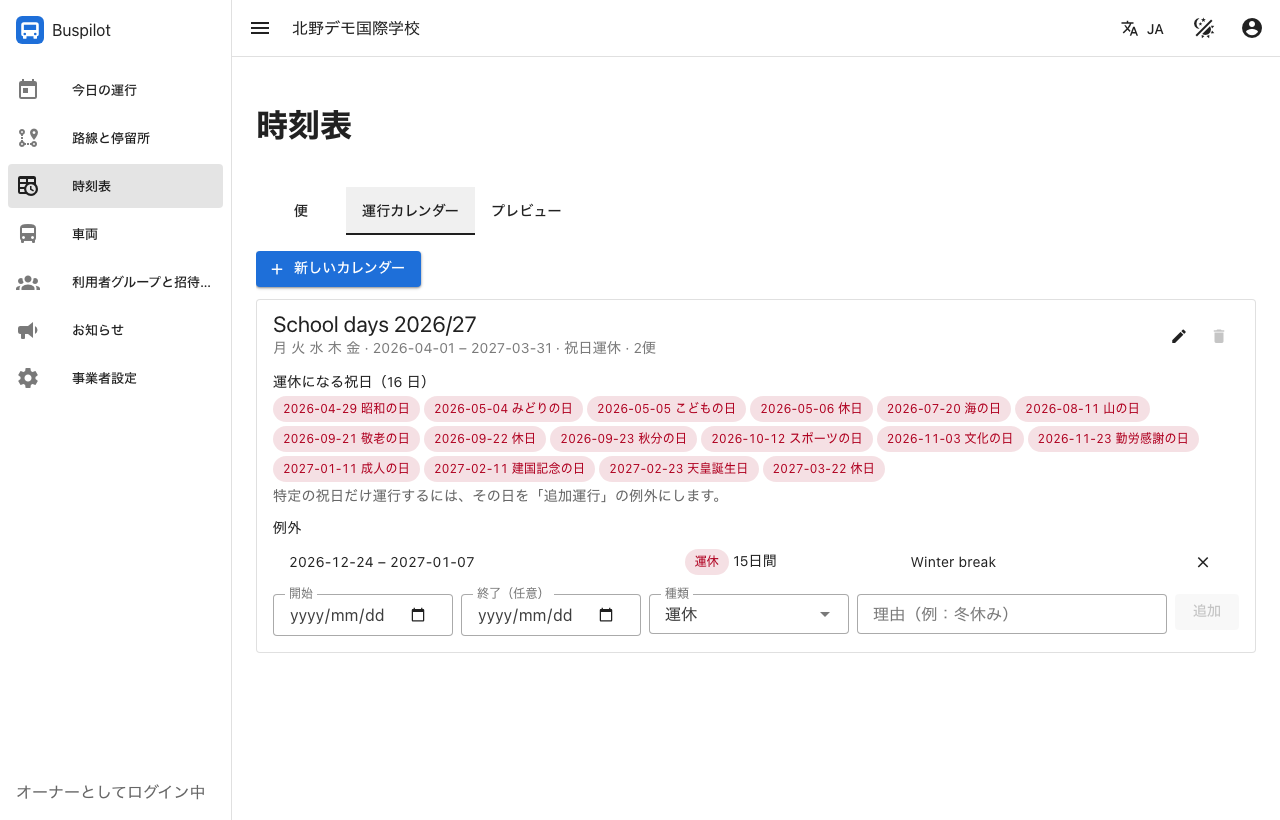 Buspilot
北野デモ国際学校
JA
今日の運行
路線と停留所
時刻表
車両
利用者グループと招待...
お知らせ
事業者設定
オーナーとしてログイン中
時刻表
便
運行カレンダー
プレビュー
+ 新しいカレンダー
School days 2026/27
月 火 水 木 金 · 2026-04-01 – 2027-03-31 · 祝日運休 · 2便
運休になる祝日（16 日）
2026-04-29 昭和の日 2026-05-04 みどりの日 2026-05-05 こどもの日 2026-05-06 休日 2026-07-20 海の日 2026-08-11 山の日
2026-09-21 敬老の日 2026-09-22 休日 2026-09-23 秋分の日 2026-10-12 スポーツの日 2026-11-03 文化の日 2026-11-23 勤労感謝の日
2027-01-11 成人の日 2027-02-11 建国記念の日 2027-02-23 天皇誕生日 2027-03-22 休日
特定の祝日だけ運行するには、その日を「追加運行」の例外にします。
例外
2026-12-24 – 2027-01-07 運休 15日間 Winter break
開始 終了（任意） 種類
yyyy/mm/dd yyyy/mm/dd 運休 理由（例：冬休み） 追加